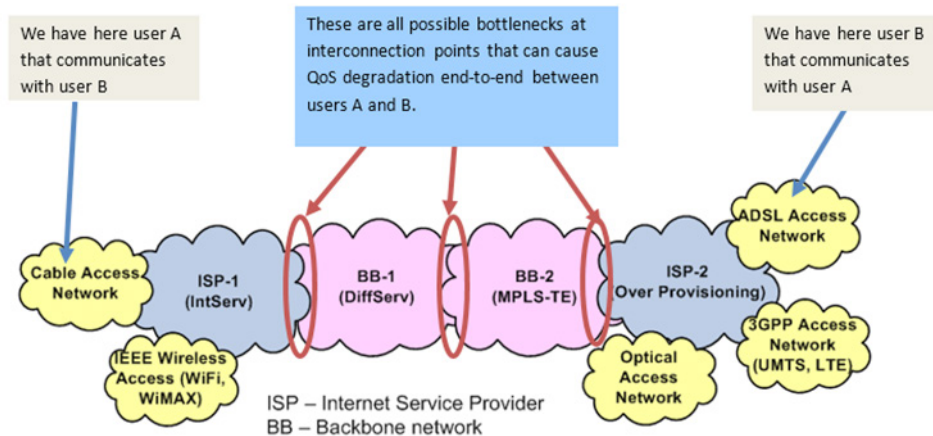 We have here user A
that communicates
with user B
These are all possible bottlenecks at
interconnection points that can cause
QoS degradation end-to-end between
users A and B.
We have here user B
that communicates
with user A
ADSL Access
Network
Cable Access
Network
ISP-1
(IntServ)
BB-1
(DiffServ)
BB-2
(MPLS-TE)
ISP-2
(Over Provisioning)
IEEE Wireless
Access (WiFi,
WiMAX)
Optical
Access
Network
3GPP Access
Network
(UMTS, LTE)
ISP – Internet Service Provider
BB – Backbone network